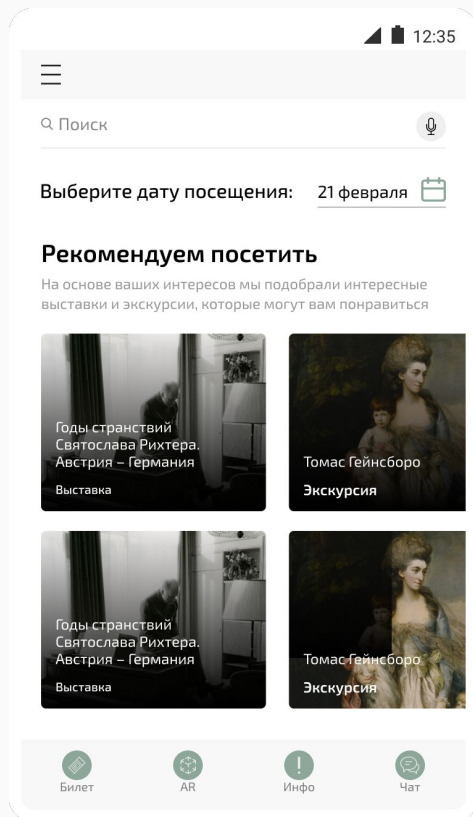 12:35
Поиск
Выберите дату посещения:
21 февраля
Рекомендуем посетить
На основе ваших интересов мы подобрали интересные
выставки и экскурсии, которые могут вам понравиться
Годы странствий
Святослава Рихтера.
Австрия – Германия
Выставка
Томас Гейнсборо
Экскурсия
Годы странствий
Святослава Рихтера.
Австрия – Германия
Выставка
Томас Гейнсборо
Экскурсия
Билет
AR
Инфо
Чат